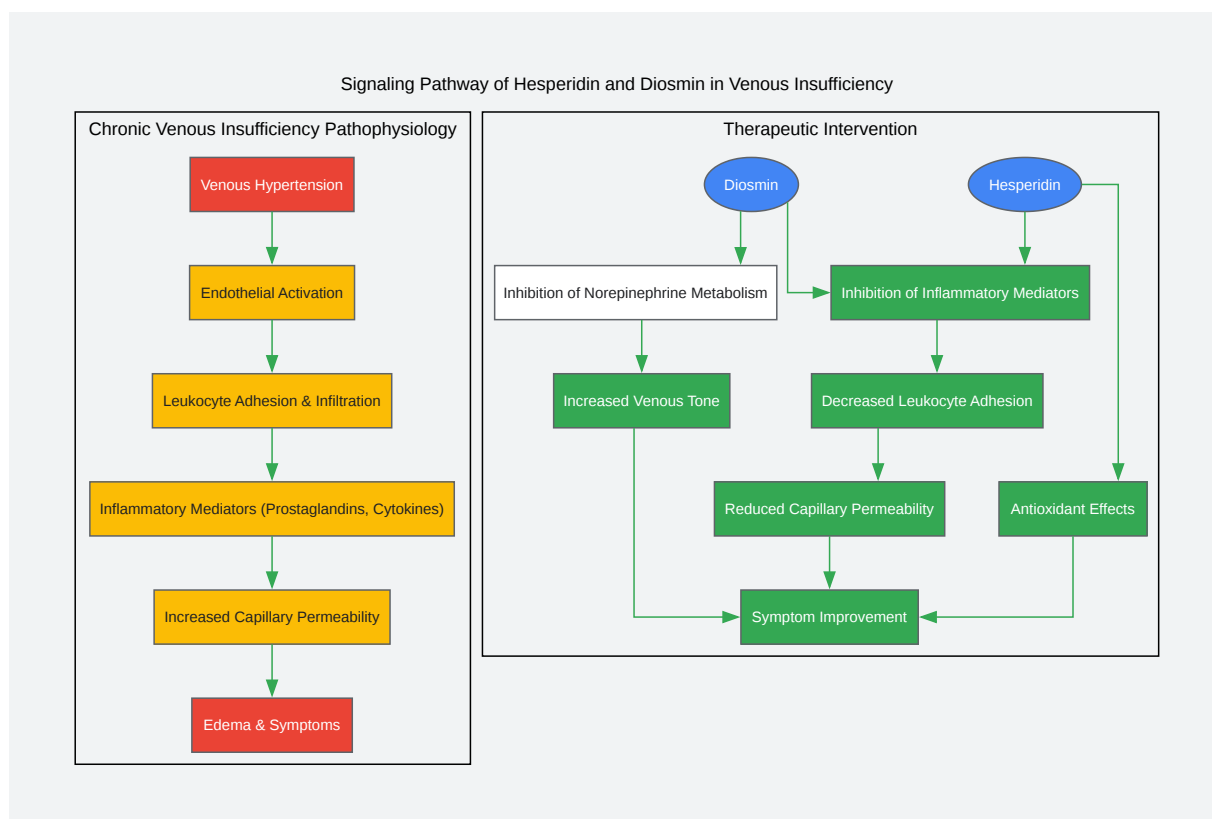 Signaling Pathway of Hesperidin and Diosmin in Venous Insufficiency
Chronic Venous Insufficiency Pathophysiology
Venous Hypertension
Endothelial Activation
Leukocyte Adhesion & Infiltration
Inflammatory Mediators (Prostaglandins, Cytokines)
Increased Capillary Permeability
Edema & Symptoms
Therapeutic Intervention
Diosmin
Hesperidin
Inhibition of Norepinephrine Metabolism
Inhibition of Inflammatory Mediators
Increased Venous Tone
Decreased Leukocyte Adhesion
Reduced Capillary Permeability
Antioxidant Effects
Symptom Improvement